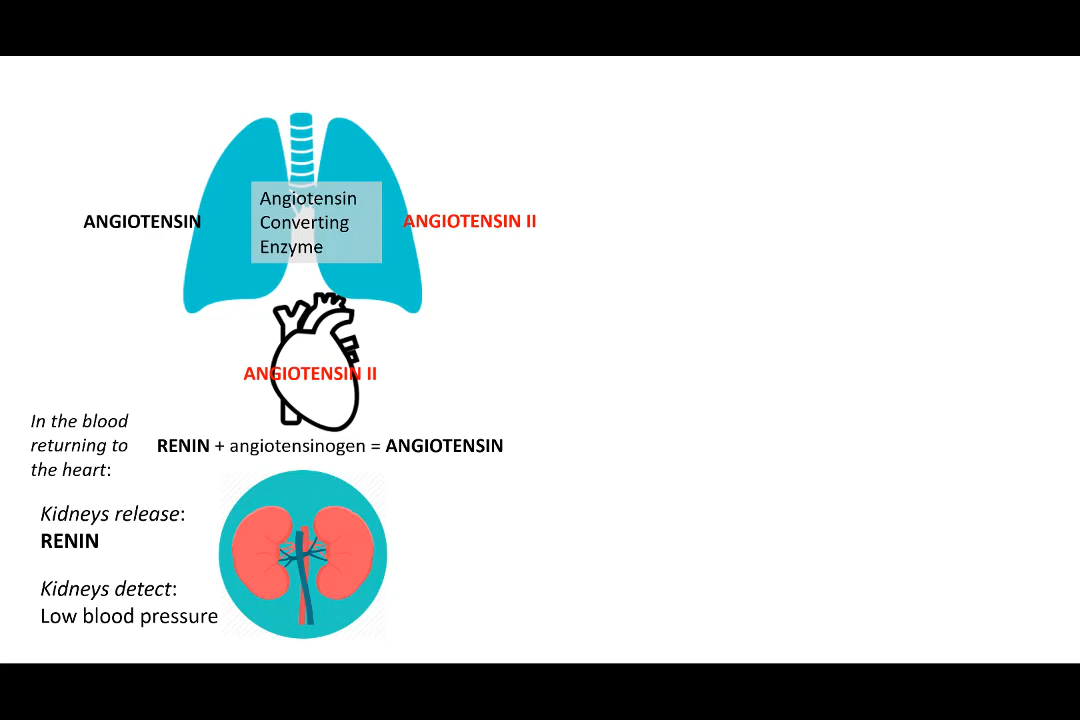 Angiotensin
Converting
Enzyme
ANGIOTENSIN
ANGIOTENSIN II
ANGIOTENSIN II
In the blood
returning to
the heart:
RENIN + angiotensinogen = ANGIOTENSIN
Kidneys release:
RENIN
Kidneys detect:
Low blood pressure